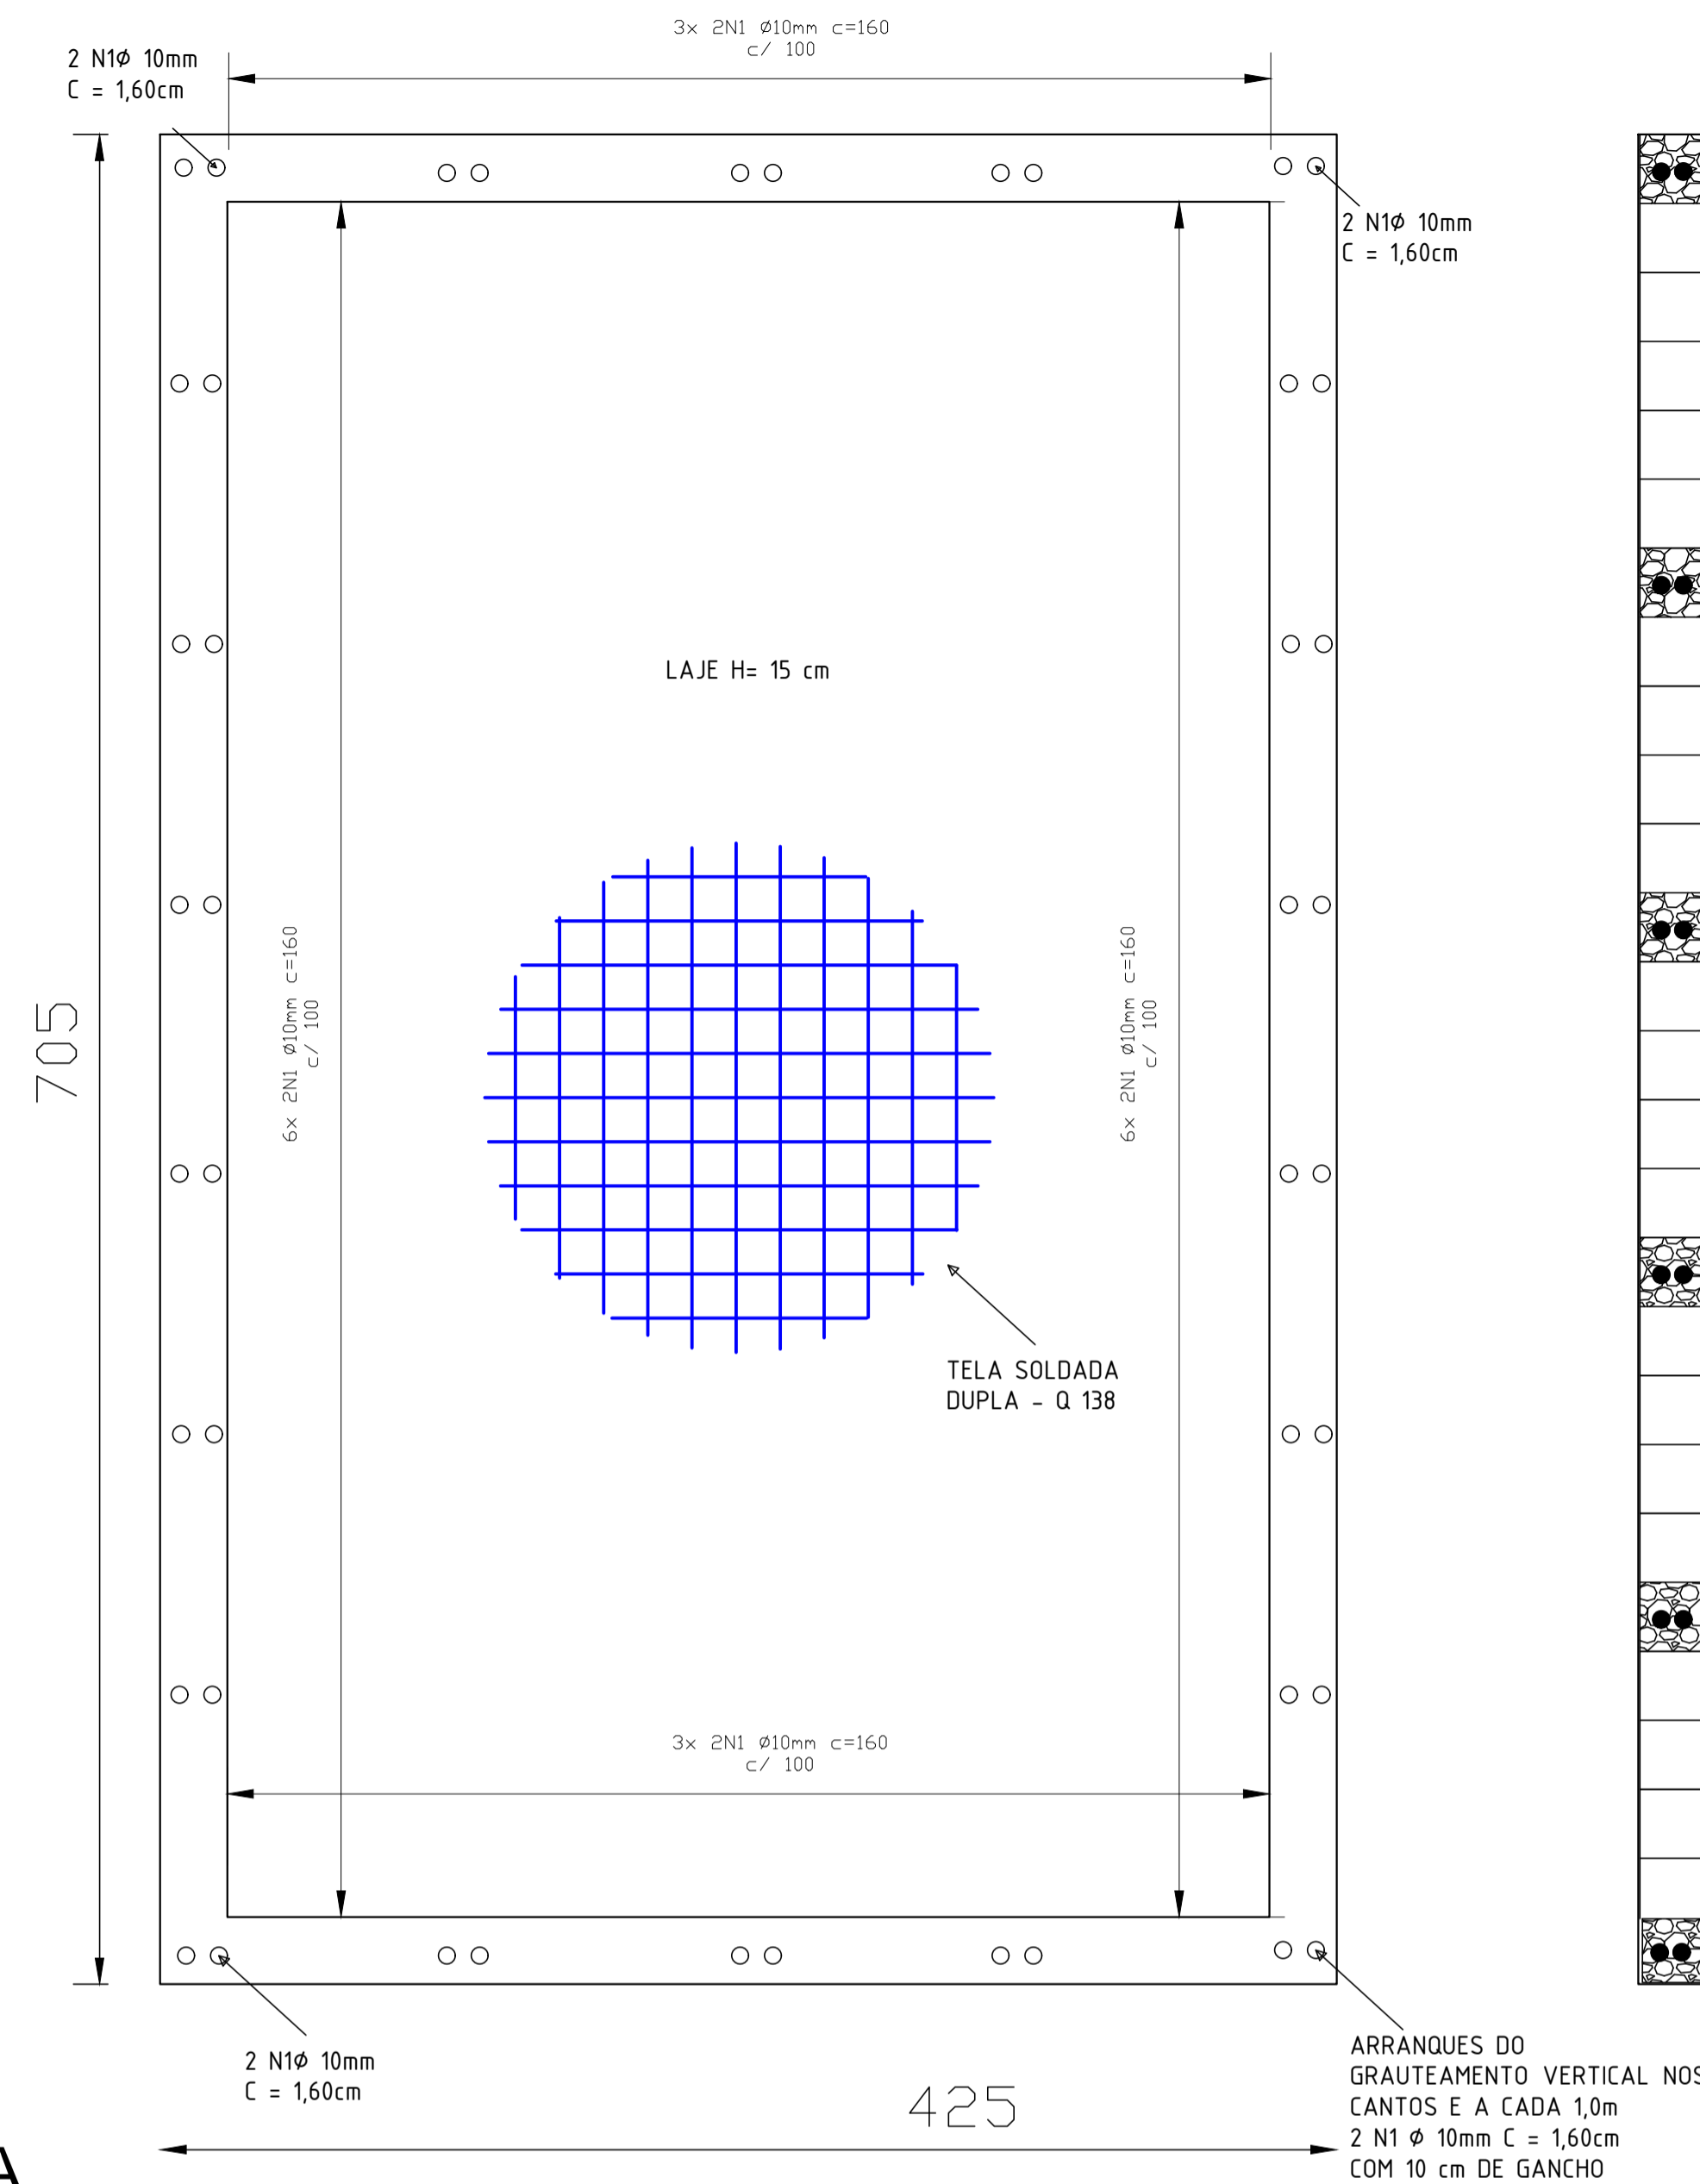 3x 2N1 Ø10mm c=160
c/ 100
2 N1Ø 10mm
C = 1,60cm
2 N1Ø 10mm
C = 1,60cm
LAJE H= 15 cm
6x 2N1 Ø10mm c=160
c/ 100
6x 2N1 Ø10mm c=160
c/ 100
705
TELA SOLDADA
DUPLA - Q 138
3x 2N1 Ø10mm c=160
c/ 100
2 N1Ø 10mm
C = 1,60cm
425
ARRANQUES DO
GRAUTEAMENTO VERTICAL NOS
CANTOS E A CADA 1,0m
2 N1 Ø 10mm C = 1,60cm
COM 10 cm DE GANCHO
A